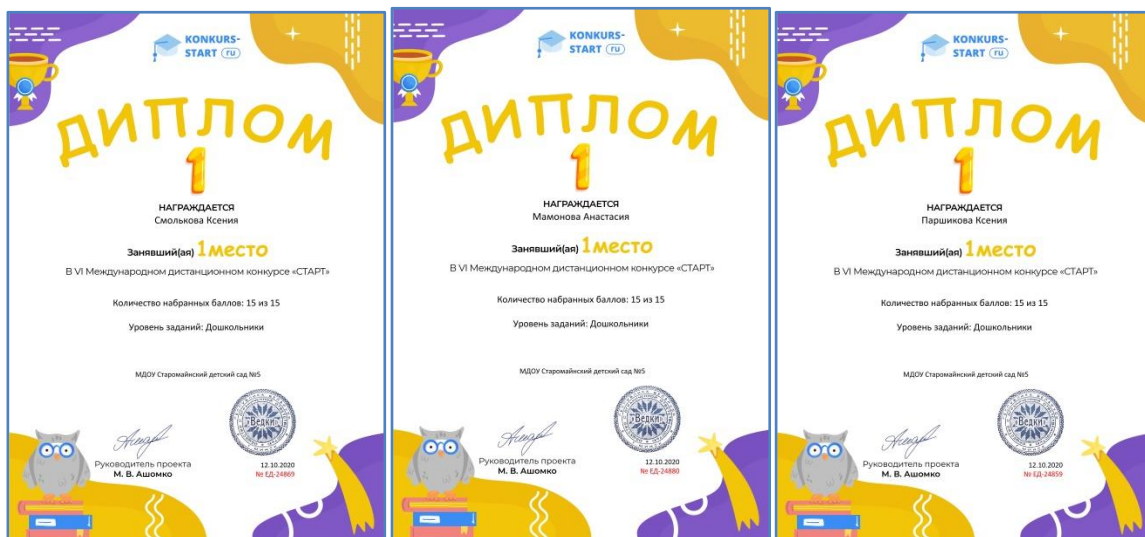 KONKURS-
START ru
ДИПЛОМ
1
НАГРАЖДАЕТСЯ
Смолькова Ксения
Занявший(ая) 1 место
В VI Международном дистанционном конкурсе «СТАРТ»
Количество набранных баллов: 15 из 15
Уровень заданий: Дошкольники
МДОУ Старомайнский детский сад №5
Ведки
Руководитель проекта
М. В. Ашомко
12.10.2020
№ ЕД-24869
KONKURS-
START ru
ДИПЛОМ
1
НАГРАЖДАЕТСЯ
Мамонова Анастасия
Занявший(ая) 1 место
В VI Международном дистанционном конкурсе «СТАРТ»
Количество набранных баллов: 15 из 15
Уровень заданий: Дошкольники
МДОУ Старомайнский детский сад №5
Ведки
Руководитель проекта
М. В. Ашомко
12.10.2020
№ ЕД-24880
KONKURS-
START ru
ДИПЛОМ
1
НАГРАЖДАЕТСЯ
Паршикова Ксения
Занявший(ая) 1 место
В VI Международном дистанционном конкурсе «СТАРТ»
Количество набранных баллов: 15 из 15
Уровень заданий: Дошкольники
МДОУ Старомайнский детский сад №5
Ведки
Руководитель проекта
М. В. Ашомко
12.10.2020
№ ЕД-24859